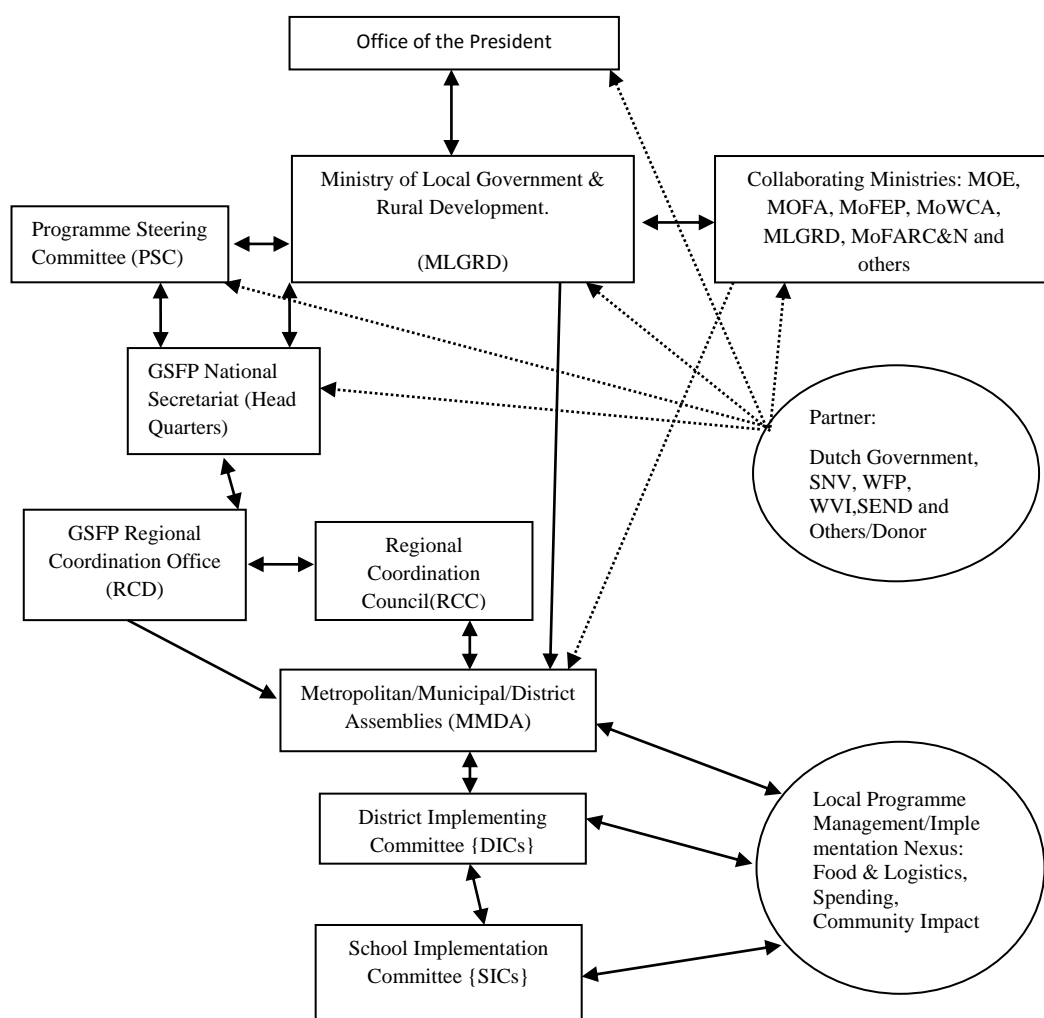 Office of the President
Ministry of Local Government &
Rural Development.
(MLGRD)
Collaborating Ministries: MOE,
MOFA, MoFEP, MoWCA,
MLGRD, MoFARC&N and
others
Programme Steering
Committee (PSC)
GSFP National
Secretariat (Head
Quarters)
Partner:
Dutch Government,
SNV, WFP,
WVI,SEND and
Others/Donor
GSFP Regional
Coordination Office
(RCD)
Regional
Coordination
Council(RCC)
Metropolitan/Municipal/District
Assemblies (MMDA)
District Implementing
Committee {DICs}
Local Programme
Management/Imple
mentation Nexus:
Food & Logistics,
Spending,
Community Impact
School Implementation
Committee {SICs}